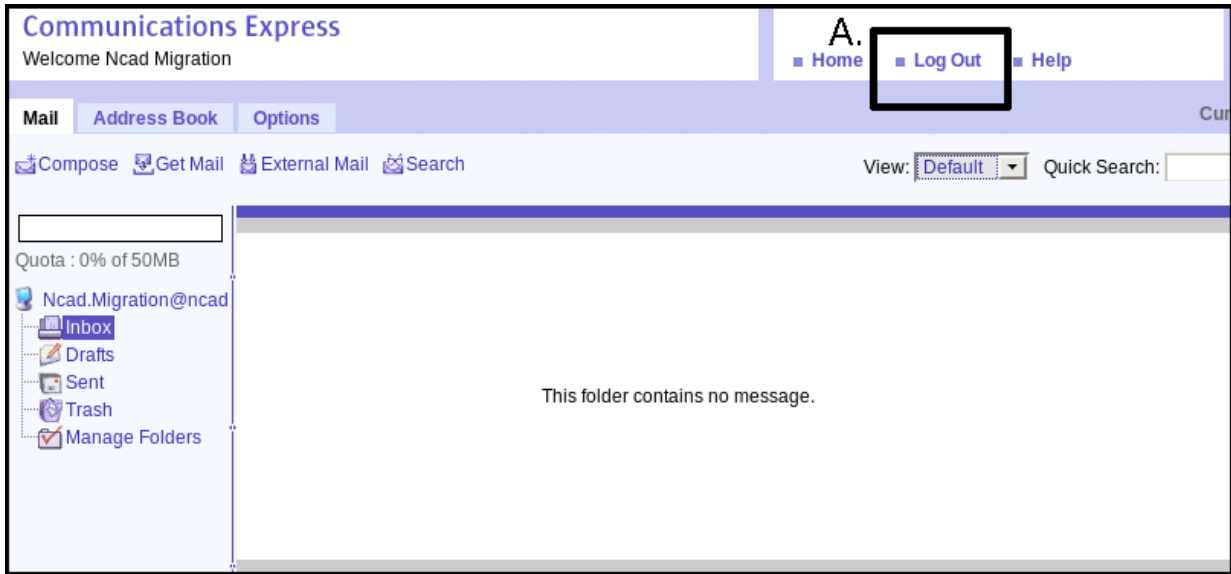 Communications Express
Welcome Ncad Migration
A.
Home Log Out Help
Mail Address Book Options
Cur
Compose Get Mail External Mail Search
View: Default Quick Search:
Quota : 0% of 50MB
Ncad.Migration@ncad
Inbox
Drafts
Sent
Trash
Manage Folders
This folder contains no message.